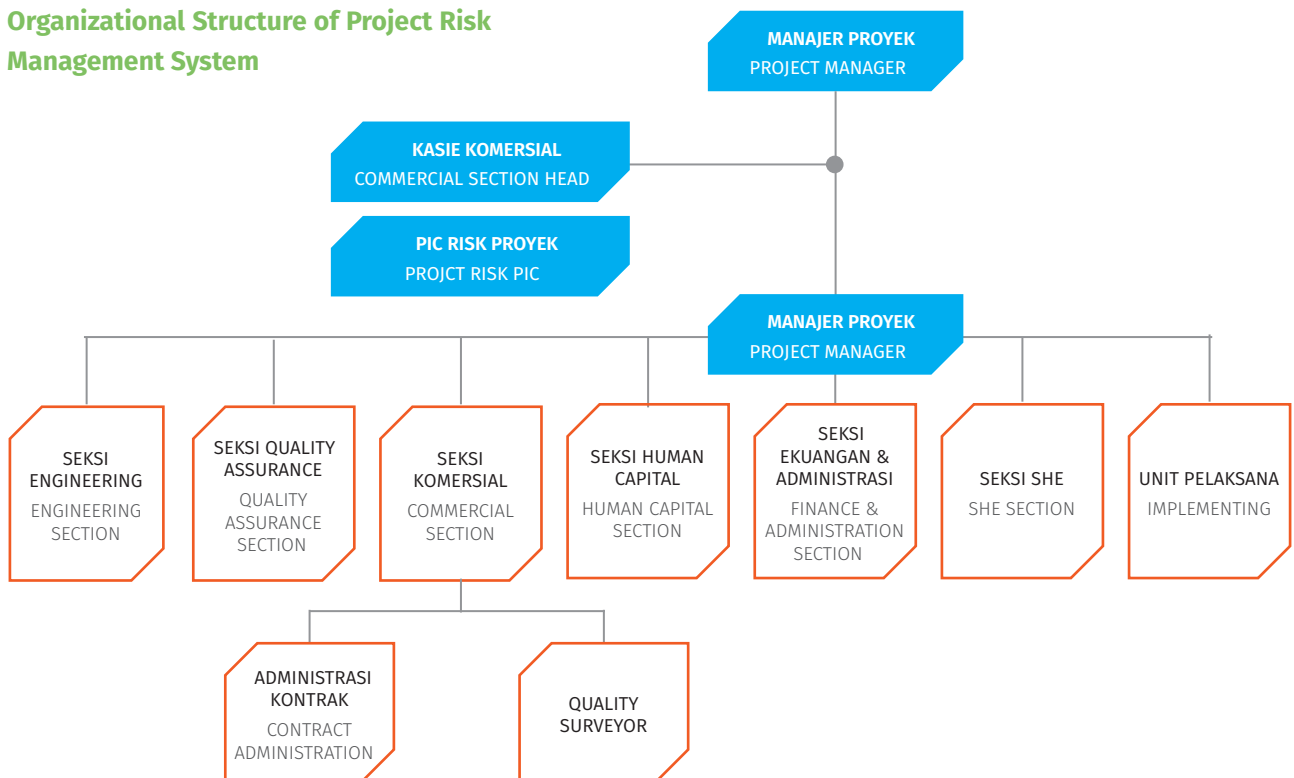 Organizational Structure of Project Risk
Management System
MANAJER PROYEK
PROJECT MANAGER
KASIE KOMERSIAL
COMMERCIAL SECTION HEAD
PIC RISK PROYEK
PROJCT RISK PIC
MANAJER PROYEK
PROJECT MANAGER
SEKSI
ENGINEERING
ENGINEERING
SECTION
SEKSI QUALITY
ASSURANCE
QUALITY
ASSURANCE
SECTION
SEKSI
KOMERSIAL
COMMERCIAL
SECTION
SEKSI HUMAN
CAPITAL
HUMAN CAPITAL
SECTION
SEKSI
EKUANGAN &
ADMINISTRASI
FINANCE &
ADMINISTRATION
SECTION
SEKSI SHE
SHE SECTION
UNIT PELAKSANA
IMPLEMENTING
ADMINISTRASI
KONTRAK
CONTRACT
ADMINISTRATION
QUALITY
SURVEYOR